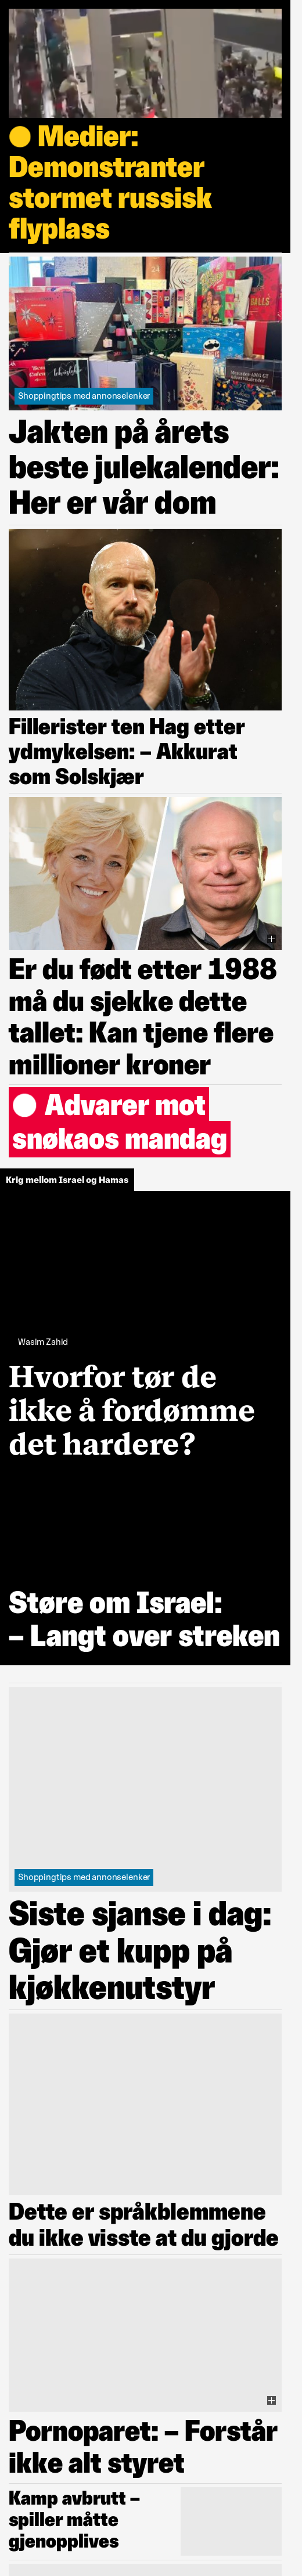 Medier:
Demonstranter
stormet russisk
flyplass
Shoppingtips med annonselenker
Jakten på årets
beste julekalender:
Her er vår dom
Fillerister ten Hag etter
ydmykelsen: – Akkurat
som Solskjær
Er du født etter 1988
må du sjekke dette
tallet: Kan tjene flere
millioner kroner
Advarer mot
snøkaos mandag
Krig mellom Israel og Hamas
Wasim Zahid
Hvorfor tør de
ikke å fordømme
det hardere?
Støre om Israel:
– Langt over streken
Shoppingtips med annonselenker
Siste sjanse i dag:
Gjør et kupp på
kjøkkenutstyr
Dette er språkblemmene
du ikke visste at du gjorde
Pornoparet: – Forstår
ikke alt styret
Kamp avbrutt –
spiller måtte
gjenopplives